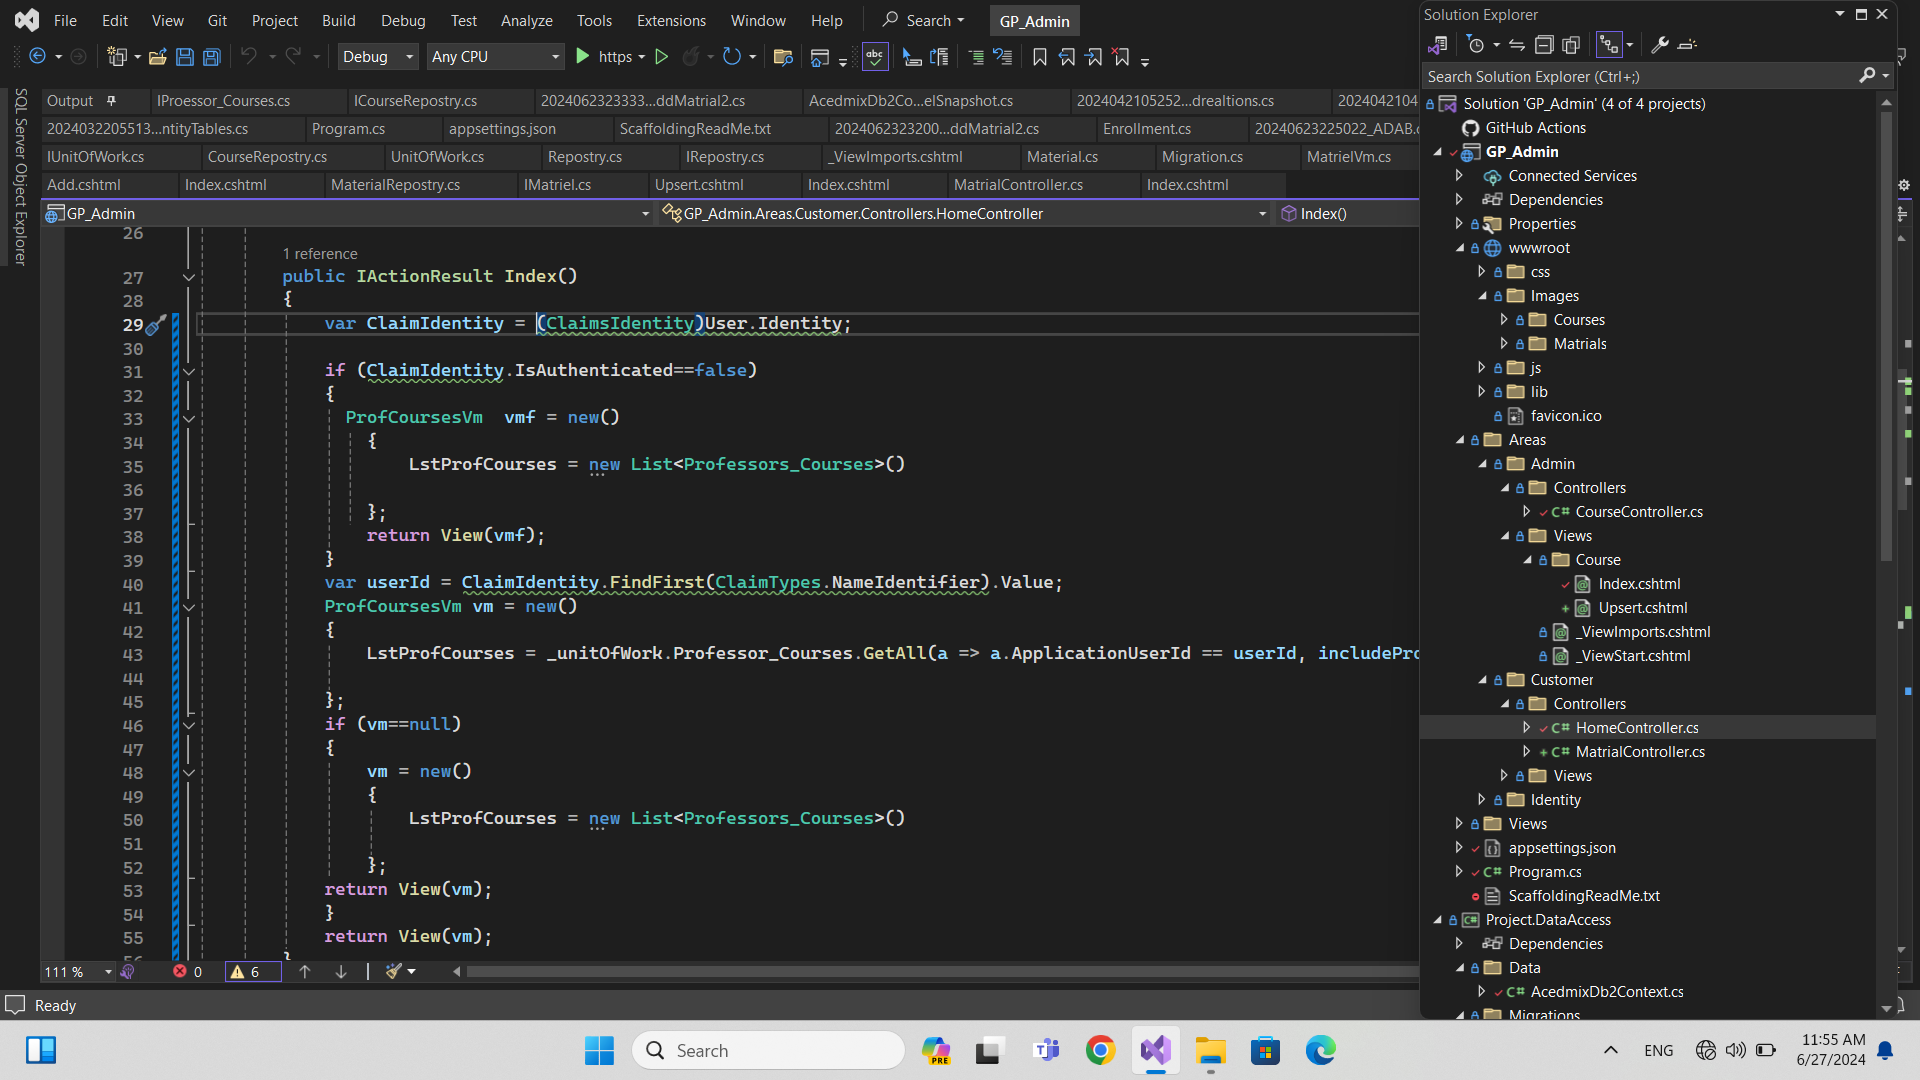 File Edit View Git Project Build Debug Test Analyze Tools Extensions Window Help Search GP_Admin
Debug Any CPU https
SQL Server Object Explorer
Output IProessor_Courses.cs ICourseRepostry.cs 2024062323333...ddMatrial2.cs AcedmixDb2Co...elSnapshot.cs 2024042105252...drealtions.cs 2024042104
2024032205513...ntityTables.cs Program.cs appsettings.json ScaffoldingReadMe.txt 2024062323200...ddMatrial2.cs Enrollment.cs 20240623225022_ADAB.c
IUnitOfWork.cs CourseRepostry.cs UnitOfWork.cs Repostry.cs IRepostry.cs _ViewImports.cshtml Material.cs Migration.cs MatrielVm.cs
Add.cshtml Index.cshtml MaterialRepostry.cs IMatriel.cs Upsert.cshtml Index.cshtml MatrialController.cs Index.cshtml
GP_Admin GP_Admin.Areas.Customer.Controllers.HomeController Index()
26
1 reference
27 public IActionResult Index()
28 {
29 var ClaimIdentity = (ClaimsIdentity)User.Identity;
30
31 if (ClaimIdentity.IsAuthenticated==false)
32 {
33 ProfCoursesVm vmf = new()
34 {
35 LstProfCourses = new List<Professors_Courses>()
36
37 };
38 return View(vmf);
39 }
40 var userId = ClaimIdentity.FindFirst(ClaimTypes.NameIdentifier).Value;
41 ProfCoursesVm vm = new()
42 {
43 LstProfCourses = _unitOfWork.Professor_Courses.GetAll(a => a.ApplicationUserId == userId, includePro
44
45 };
46 if (vm==null)
47 {
48 vm = new()
49 {
50 LstProfCourses = new List<Professors_Courses>()
51
52 };
53 return View(vm);
54 }
55 return View(vm);
56 }
111 % 0 6
Ready
Solution Explorer
Search Solution Explorer (Ctrl+;)
Solution 'GP_Admin' (4 of 4 projects)
GitHub Actions
GP_Admin
Connected Services
Dependencies
Properties
wwwroot
css
Images
Courses
Matrials
js
lib
favicon.ico
Areas
Admin
Controllers
C# CourseController.cs
Views
Course
Index.cshtml
Upsert.cshtml
_ViewImports.cshtml
_ViewStart.cshtml
Customer
Controllers
C# HomeController.cs
C# MatrialController.cs
Views
Identity
Views
appsettings.json
C# Program.cs
ScaffoldingReadMe.txt
C# Project.DataAccess
Dependencies
Data
C# AcedmixDb2Context.cs
Migrations
Search PRE ENG 11:55 AM
6/27/2024